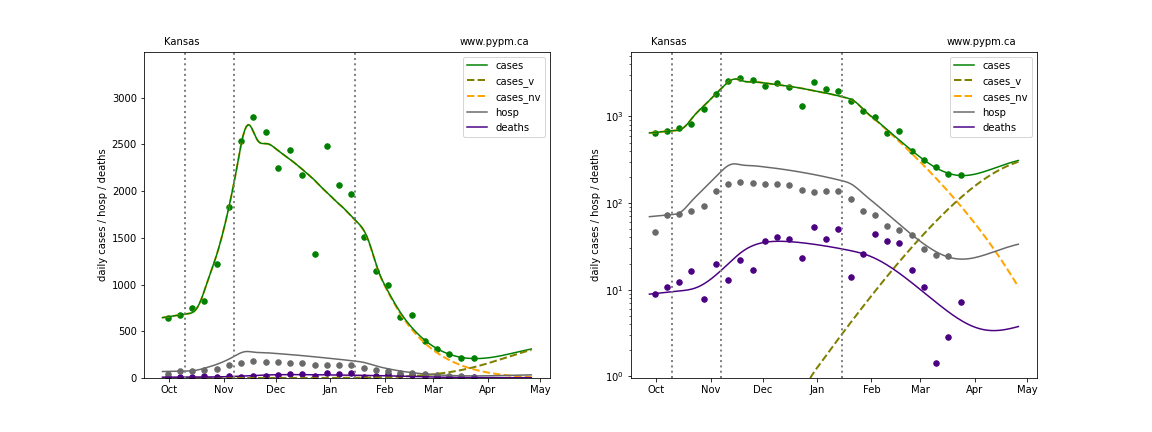 Kansas
www.pypm.ca
daily cases / hosp / deaths
3000
2500
2000
1500
1000
500
0
Oct
Nov
Dec
Jan
Feb
Mar
Apr
May
cases
cases_v
cases_nv
hosp
deaths
Kansas
www.pypm.ca
daily cases / hosp / deaths
10³
10²
10¹
10⁰
Oct
Nov
Dec
Jan
Feb
Mar
Apr
May
cases
cases_v
cases_nv
hosp
deaths